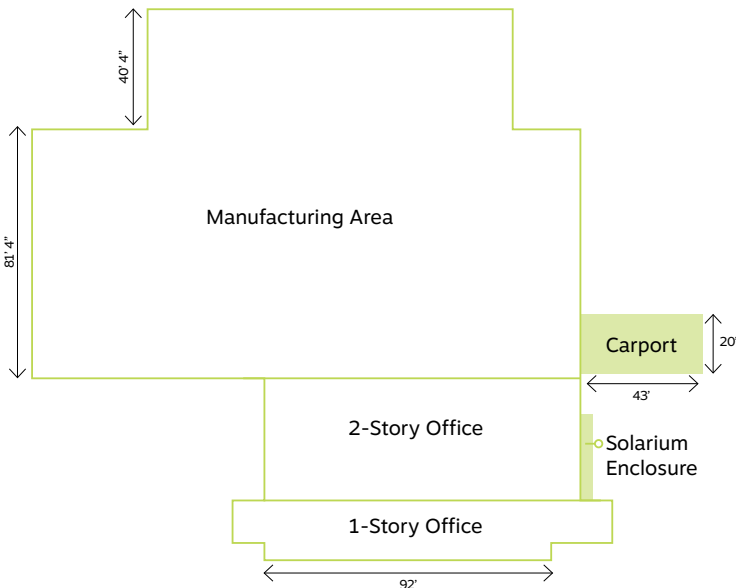 40' 4"
81' 4"
Manufacturing Area
Carport
20'
43'
2-Story Office
Solarium
Enclosure
1-Story Office
92'